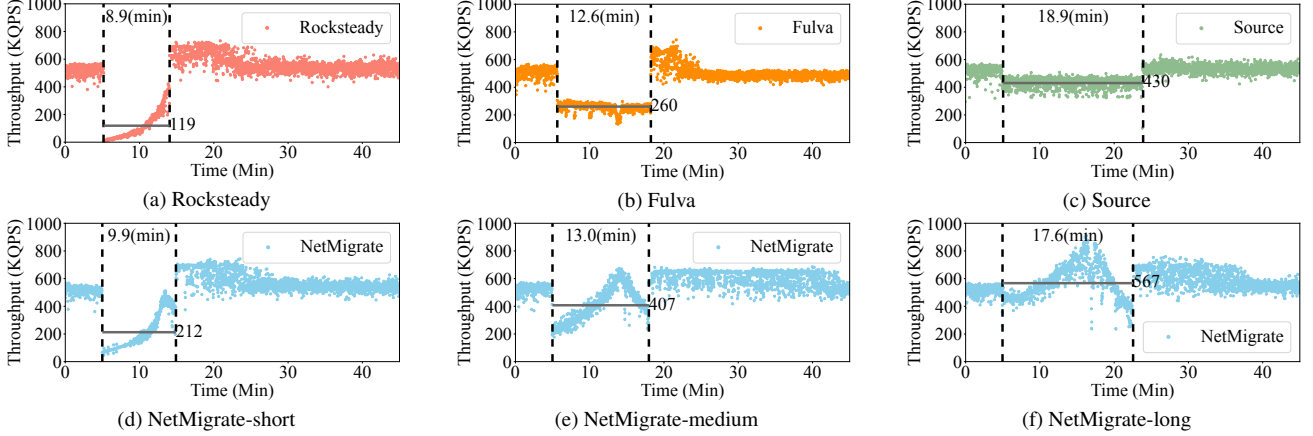 1000
800
600
400
200
0
Throughput (KQPS)
8.9(min)
Rocksteady
119
0 10 20 30 40
Time (Min)
(a) Rocksteady
1000
800
600
400
200
0
Throughput (KQPS)
12.6(min)
Fulva
260
0 10 20 30 40
Time (Min)
(b) Fulva
1000
800
600
400
200
0
Throughput (KQPS)
18.9(min)
Source
430
0 10 20 30 40
Time (Min)
(c) Source
1000
800
600
400
200
0
Throughput (KQPS)
9.9(min)
NetMigrate
212
0 10 20 30 40
Time (Min)
(d) NetMigrate-short
1000
800
600
400
200
0
Throughput (KQPS)
13.0(min)
NetMigrate
407
0 10 20 30 40
Time (Min)
(e) NetMigrate-medium
1000
800
600
400
200
0
Throughput (KQPS)
17.6(min)
567
NetMigrate
0 10 20 30 40
Time (Min)
(f) NetMigrate-long